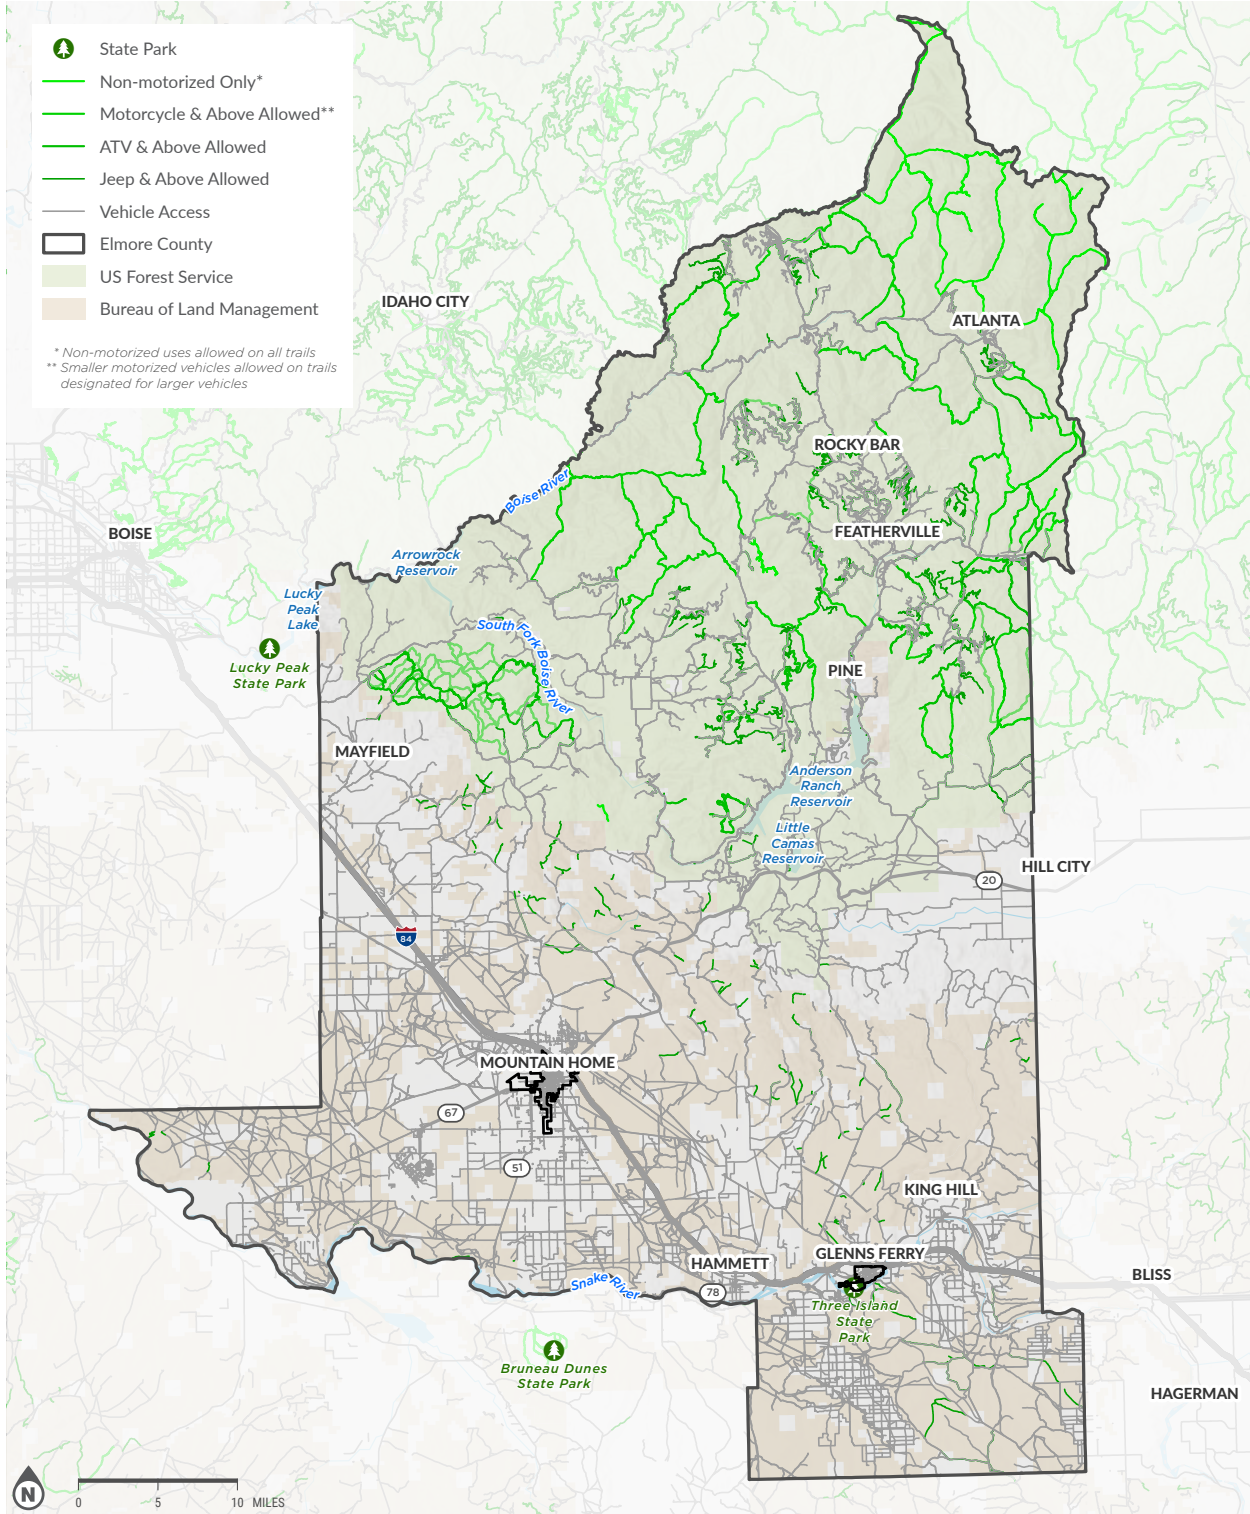 State Park
Non-motorized Only*
Motorcycle & Above Allowed**
ATV & Above Allowed
Jeep & Above Allowed
Vehicle Access
Elmore County
US Forest Service
Bureau of Land Management
* Non-motorized uses allowed on all trails
** Smaller motorized vehicles allowed on trails
designated for larger vehicles
IDAHO CITY
ATLANTA
ROCKY BAR
Boise River
FEATHERVILLE
BOISE
Arrowrock
Reservoir
Lucky
Peak
Lake
South Fork Boise River
Lucky Peak
State Park
PINE
MAYFIELD
Anderson
Ranch
Reservoir
Little
Camas
Reservoir
HILL CITY
20
84
MOUNTAIN HOME
67
51
KING HILL
GLENNS FERRY
HAMMETT
BLISS
Snake River
78
Three Island
State
Park
Bruneau Dunes
State Park
HAGERMAN
N
0 5 10 MILES